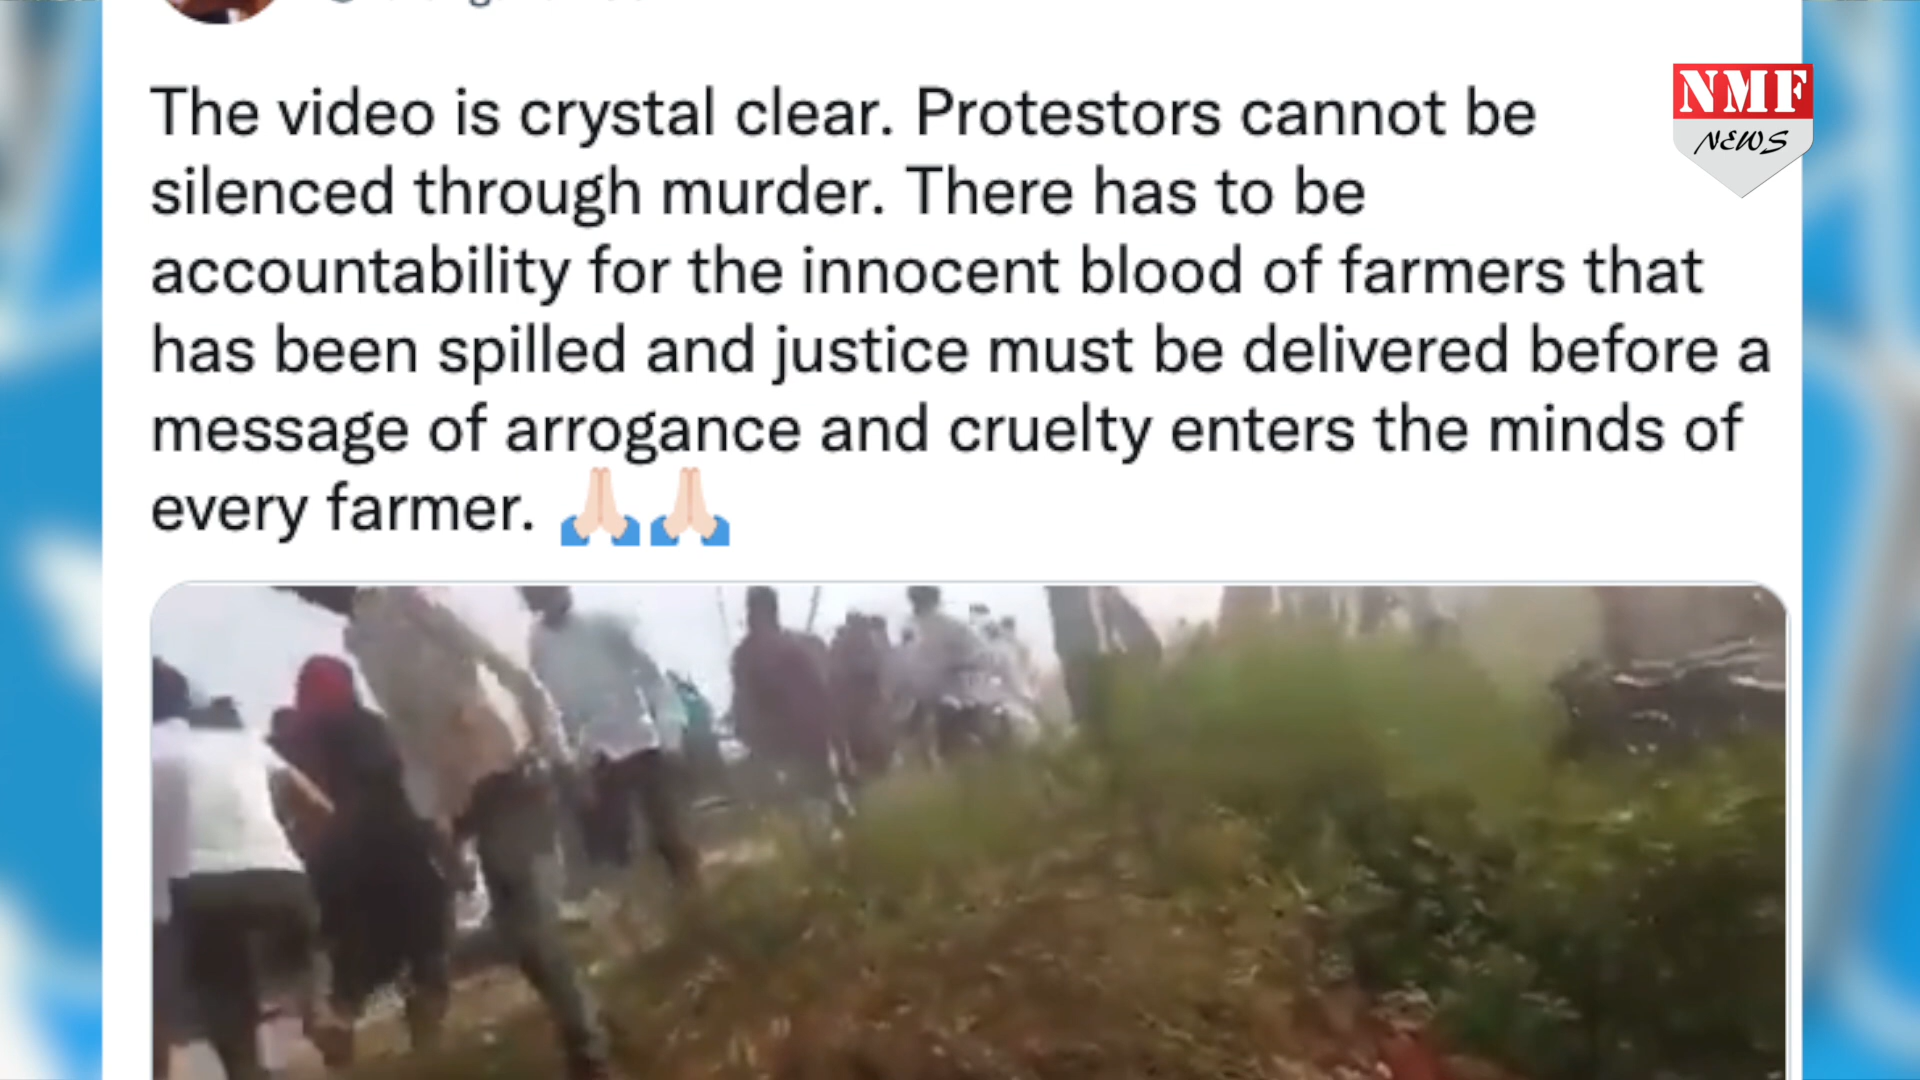 The video is crystal clear. Protestors cannot be
silenced through murder. There has to be
accountability for the innocent blood of farmers that
has been spilled and justice must be delivered before a
message of arrogance and cruelty enters the minds of
every farmer. 🙏🏻🙏🏻
NMF
NEWS